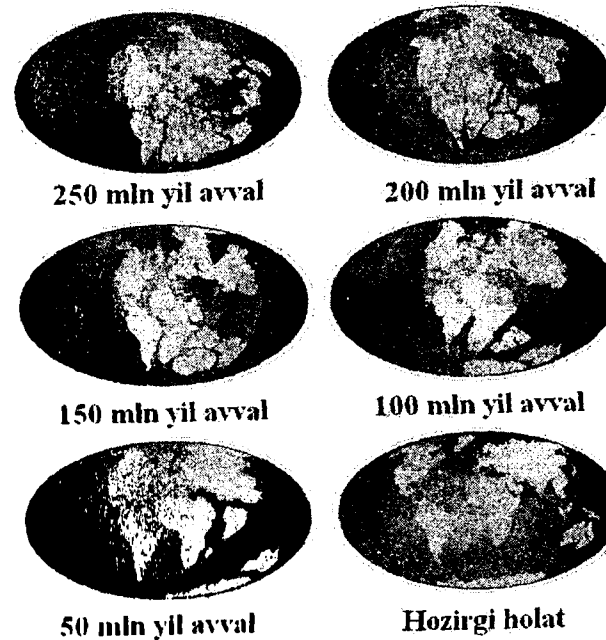 250 mln yil avval
200 mln yil avval
150 mln yil avval
100 mln yil avval
50 mln yil avval
Hozirgi holat